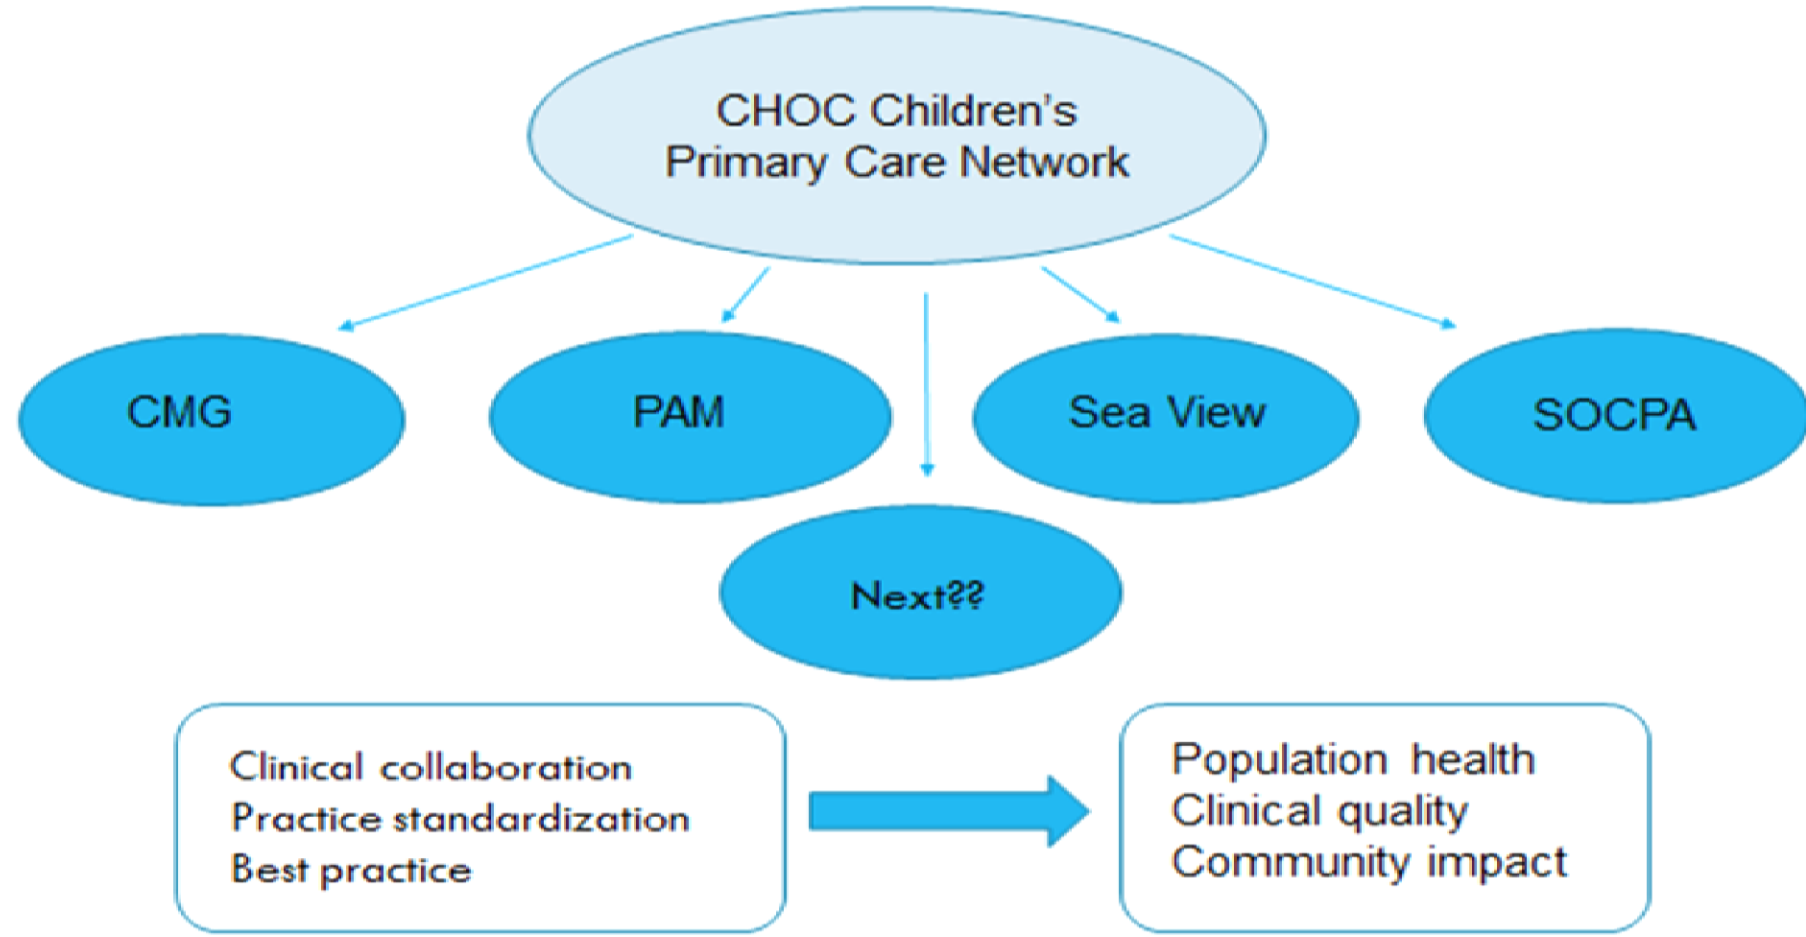 CHOC Children's
Primary Care Network
CMG
PAM
Sea View
SOCPA
Next??
Clinical collaboration
Practice standardization
Best practice
Population health
Clinical quality
Community impact